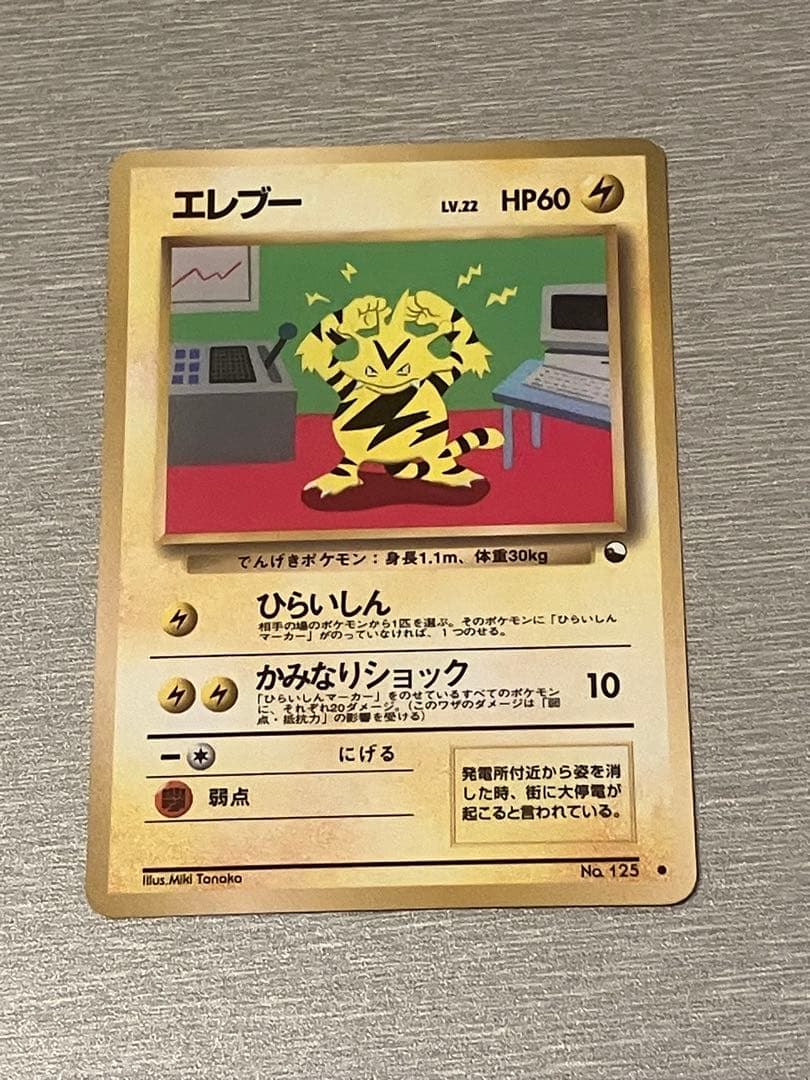 エレブー LV.22 HP60
でんげきポケモン：身長1.1m、体重30kg
ひらいしん
相手の場のポケモンから1匹を選ぶ。そのポケモンに「ひらいしん
マーカー」がのっていなければ、1つのせる。
かみなりショック 10
「ひらいしんマーカー」をのせているすべてのポケモン
に、それぞれ20ダメージ。（このワザのダメージは「弱
点・抵抗力」の影響を受ける）
にげる
弱点
発電所付近から姿を消
した時、街に大停電が
起こると言われている。
Illus.Miki Tanaka
No. 125